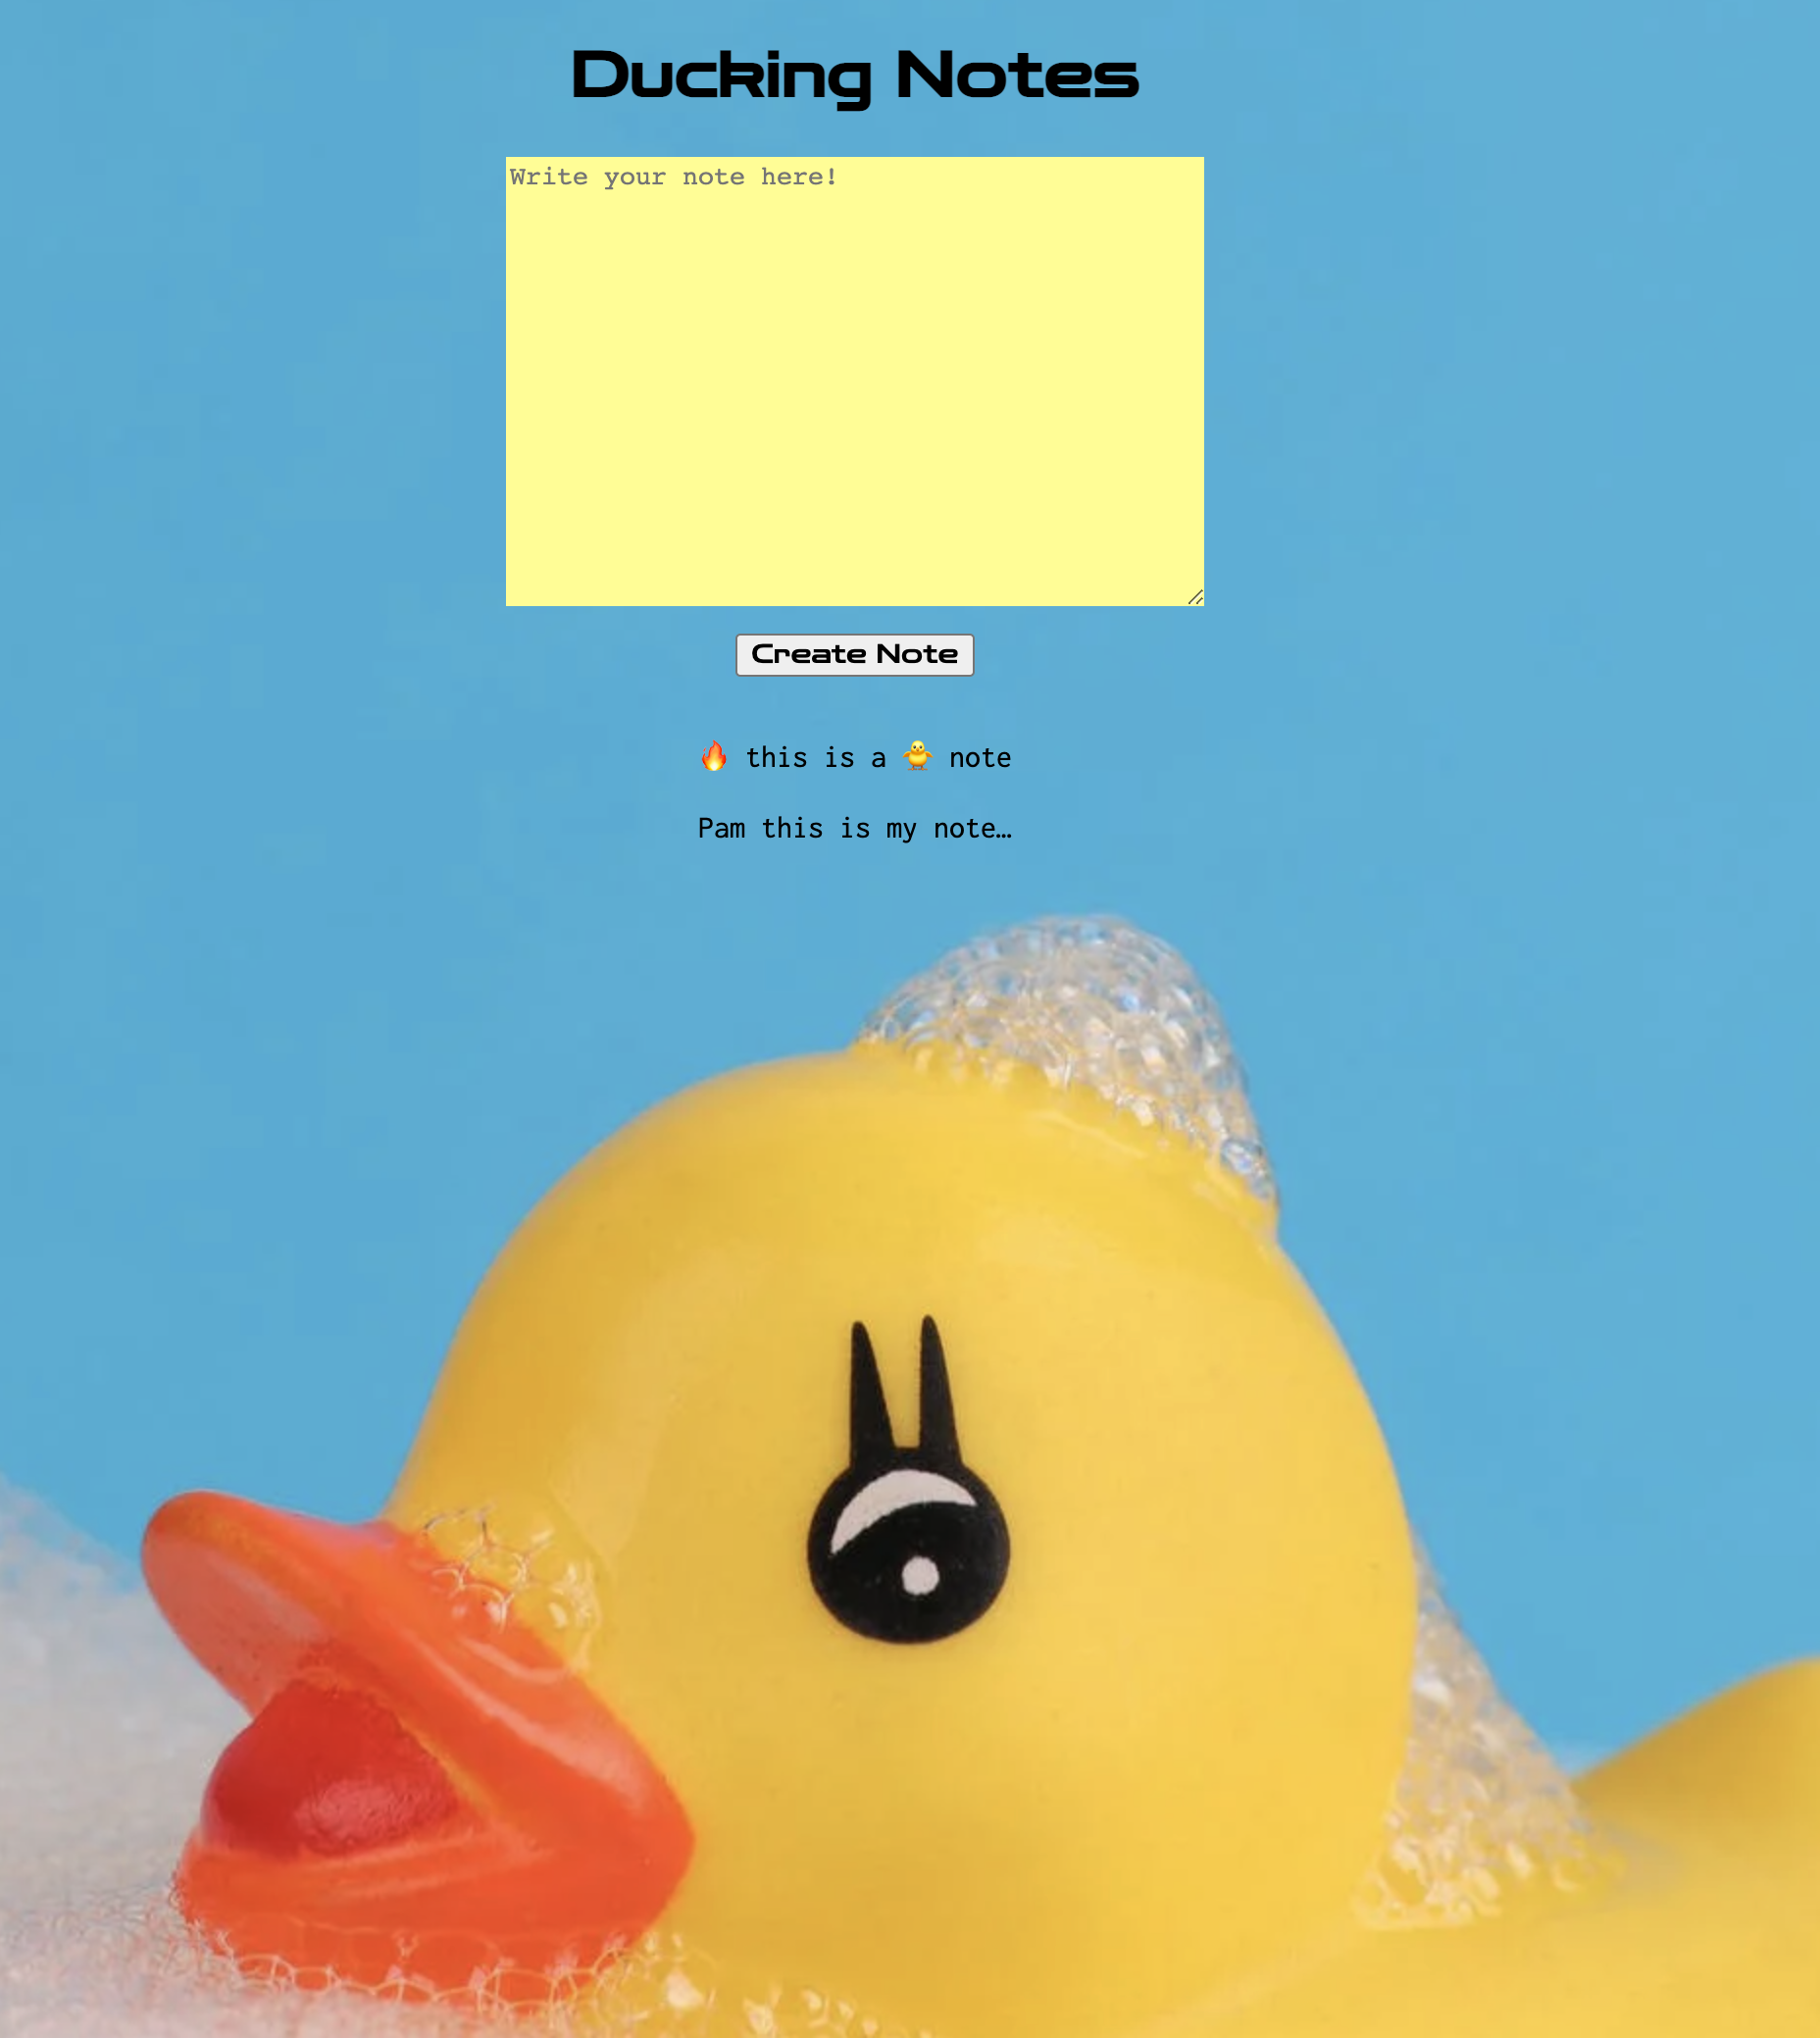 Ducking Notes
Write your note here!
Create Note
🔥 this is a 🐥 note
Pam this is my note…